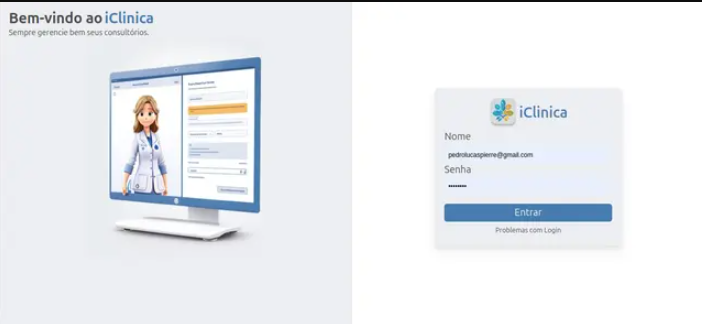 Bem-vindo ao iClinica
Sempre gerencie bem seus consultórios.
iClinica
Nome
pedrolucaspierre@gmail.com
Senha
••••••••
Entrar
Problemas com Login